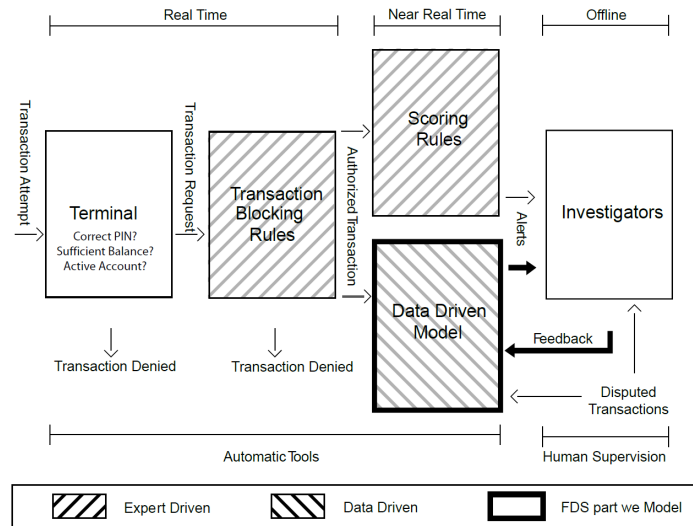 Real Time
Near Real Time
Offline
Transaction Attempt
Terminal
Correct PIN?
Sufficient Balance?
Active Account?
Transaction Denied
Transaction Request
Transaction
Blocking
Rules
Transaction Denied
Authorized Transaction
Scoring
Rules
Data Driven
Model
Alerts
Investigators
Feedback
Disputed
Transactions
Automatic Tools
Human Supervision
Expert Driven
Data Driven
FDS part we Model